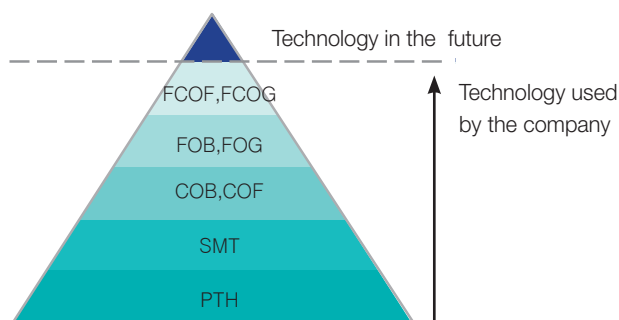 Technology in the future
FCOF,FCOG
Technology used
by the company
FOB,FOG
COB,COF
SMT
PTH